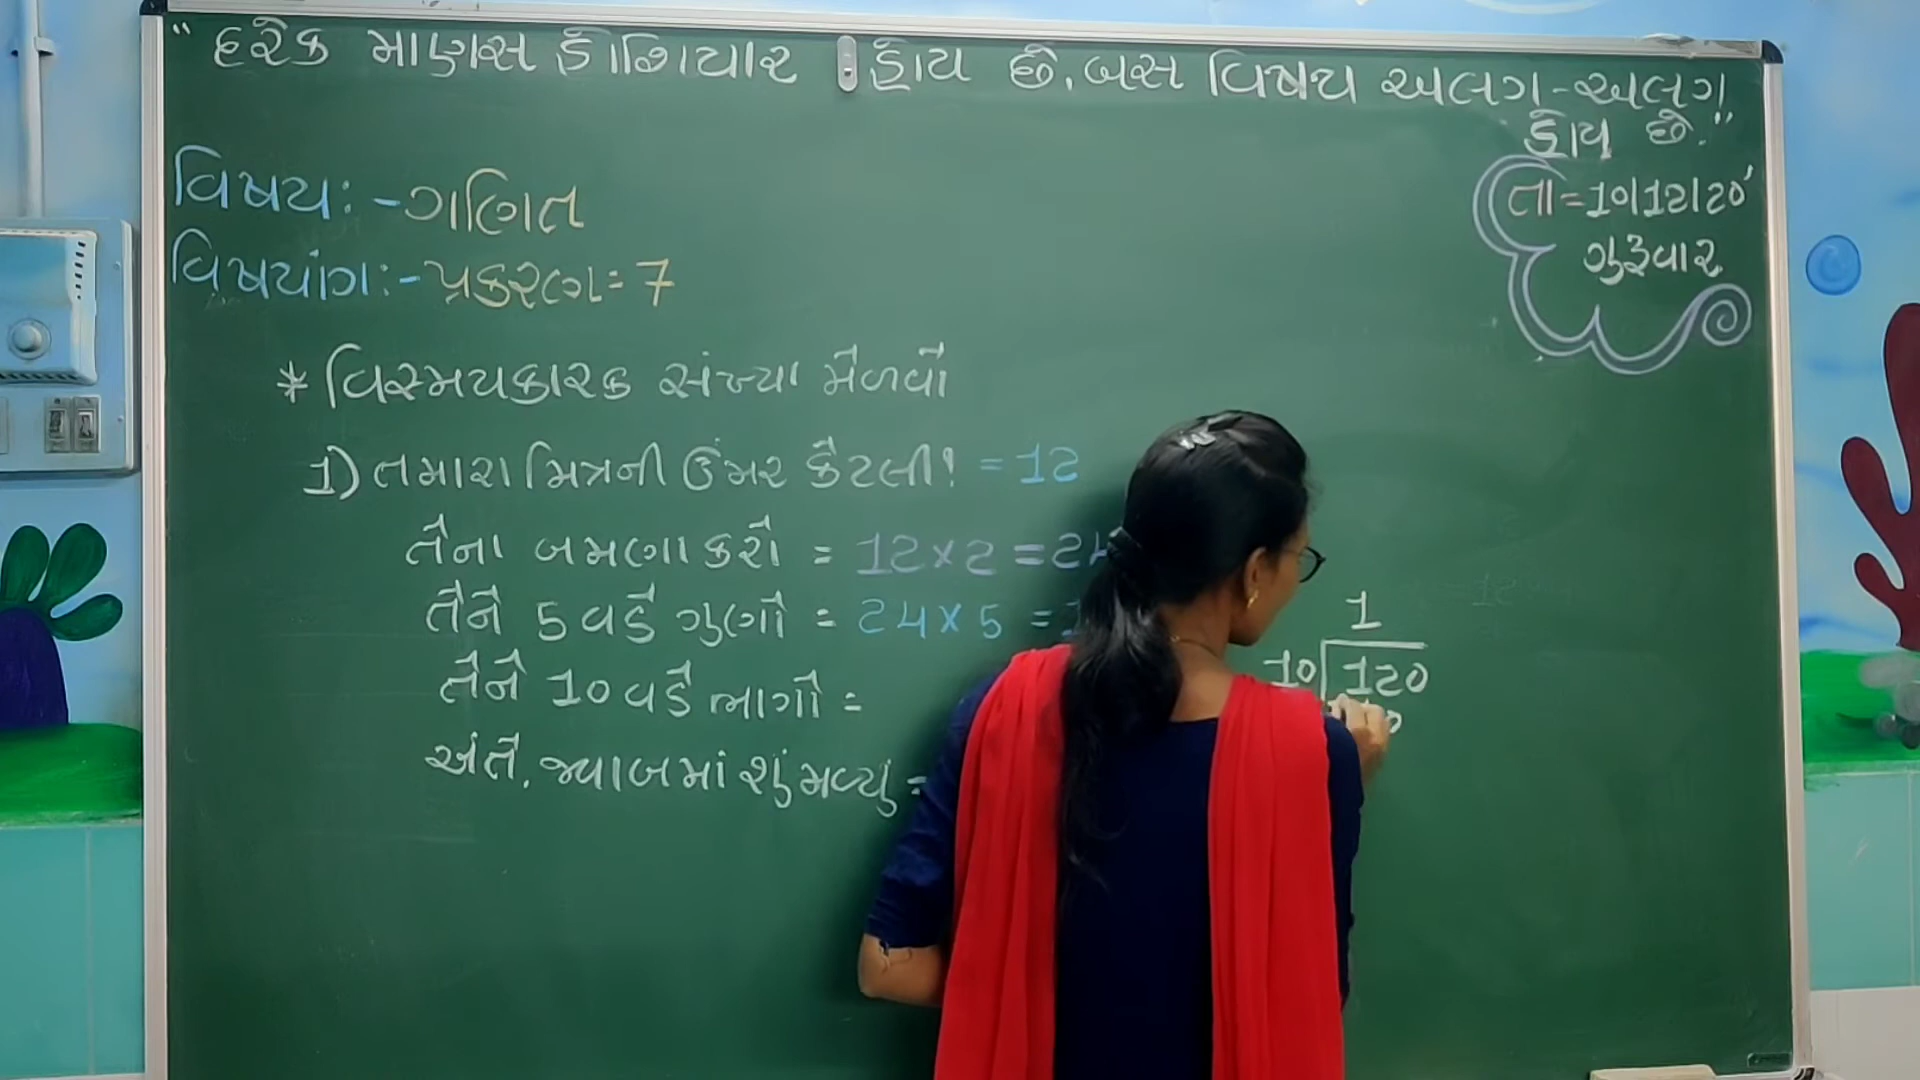 "દરેક માણસ હોંશિયાર હોય છે, બસ વિષય અલગ-અલગ
હોય છે."
તા=10/12/20'
ગુરૂવાર
વિષય:-ગણિત
વિષયાંગ:-પ્રકરણ=7
* વિસ્મયકારક સંખ્યા મેળવો
1) તમારા મિત્રની ઉંમર કેટલી? =12
તેના બમણા કરો = 12×2=24
તેને 5 વડે ગુણો = 24×5=1
તેને 10 વડે ભાગો =
અંતે, જ્વાબમાં શું મળ્યું =
1
10 120